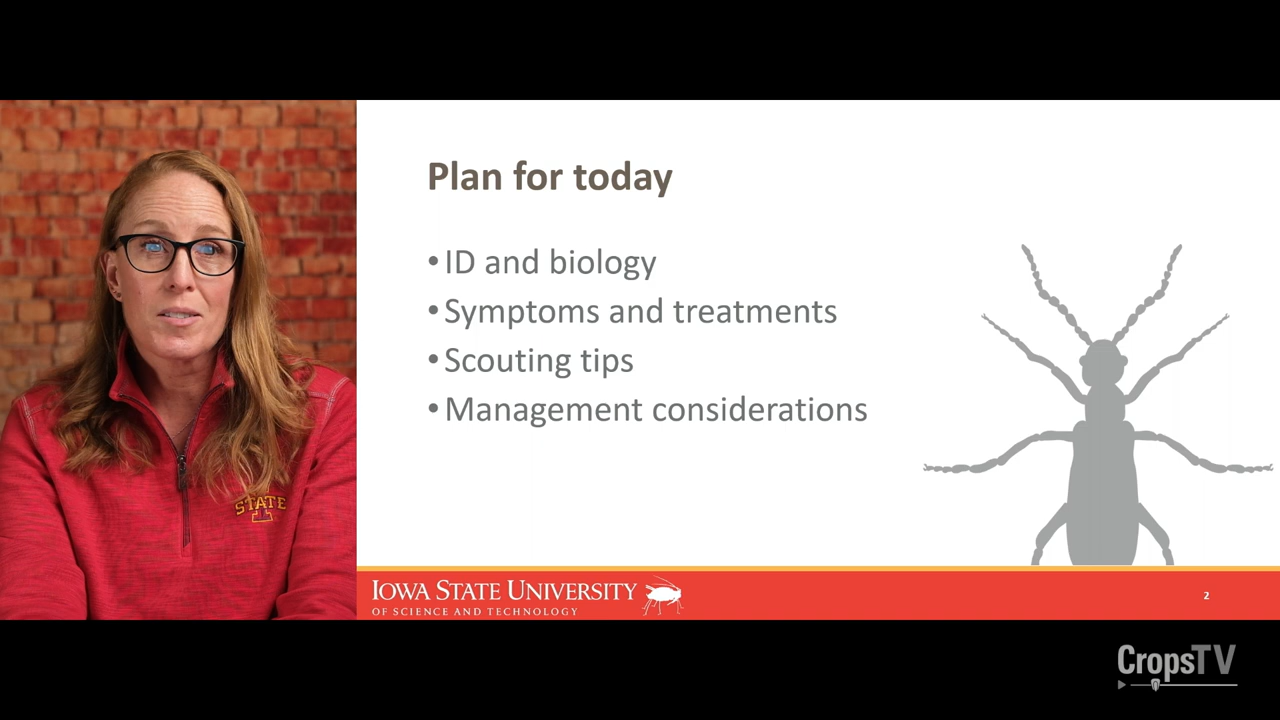 Plan for today
• ID and biology
• Symptoms and treatments
• Scouting tips
• Management considerations
STATE
IOWA STATE UNIVERSITY
OF SCIENCE AND TECHNOLOGY
2
CropsTV